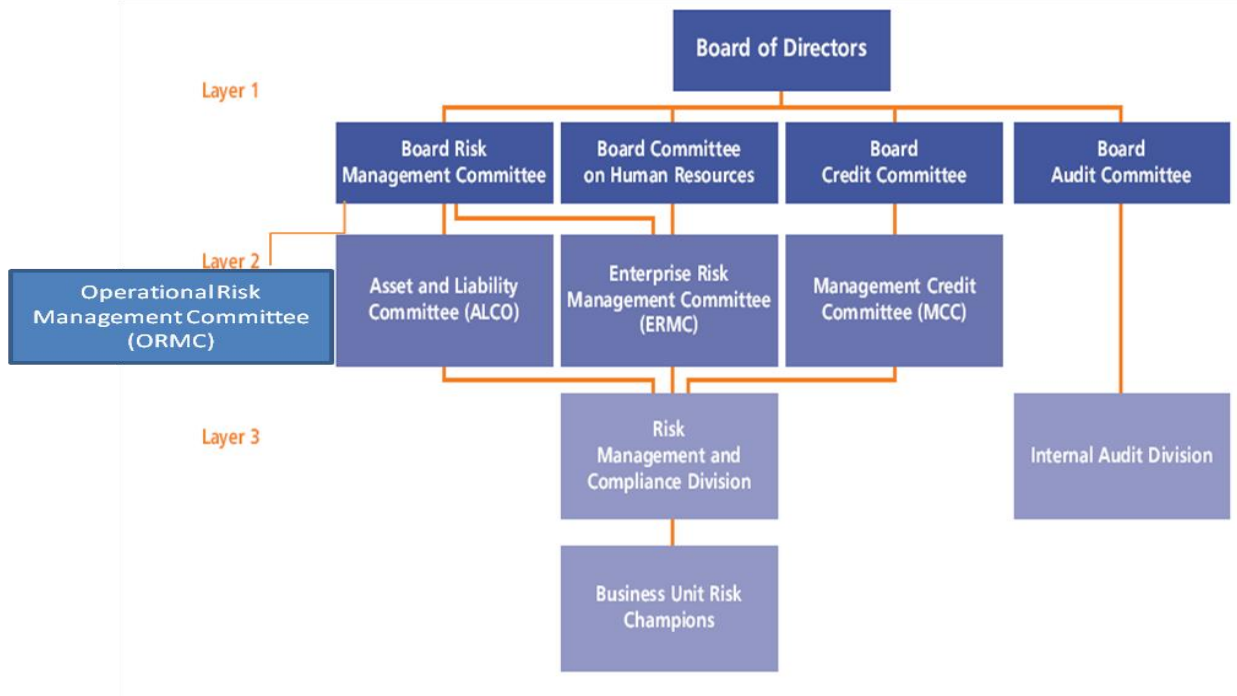 Board of Directors
Layer 1
Board Risk
Management Committee
Board Committee
on Human Resources
Board
Credit Committee
Board
Audit Committee
Layer 2
Operational Risk
Management Committee
(ORMC)
Asset and Liability
Committee (ALCO)
Enterprise Risk
Management Committee
(ERMC)
Management Credit
Committee (MCC)
Layer 3
Risk
Management and
Compliance Division
Internal Audit Division
Business Unit Risk
Champions